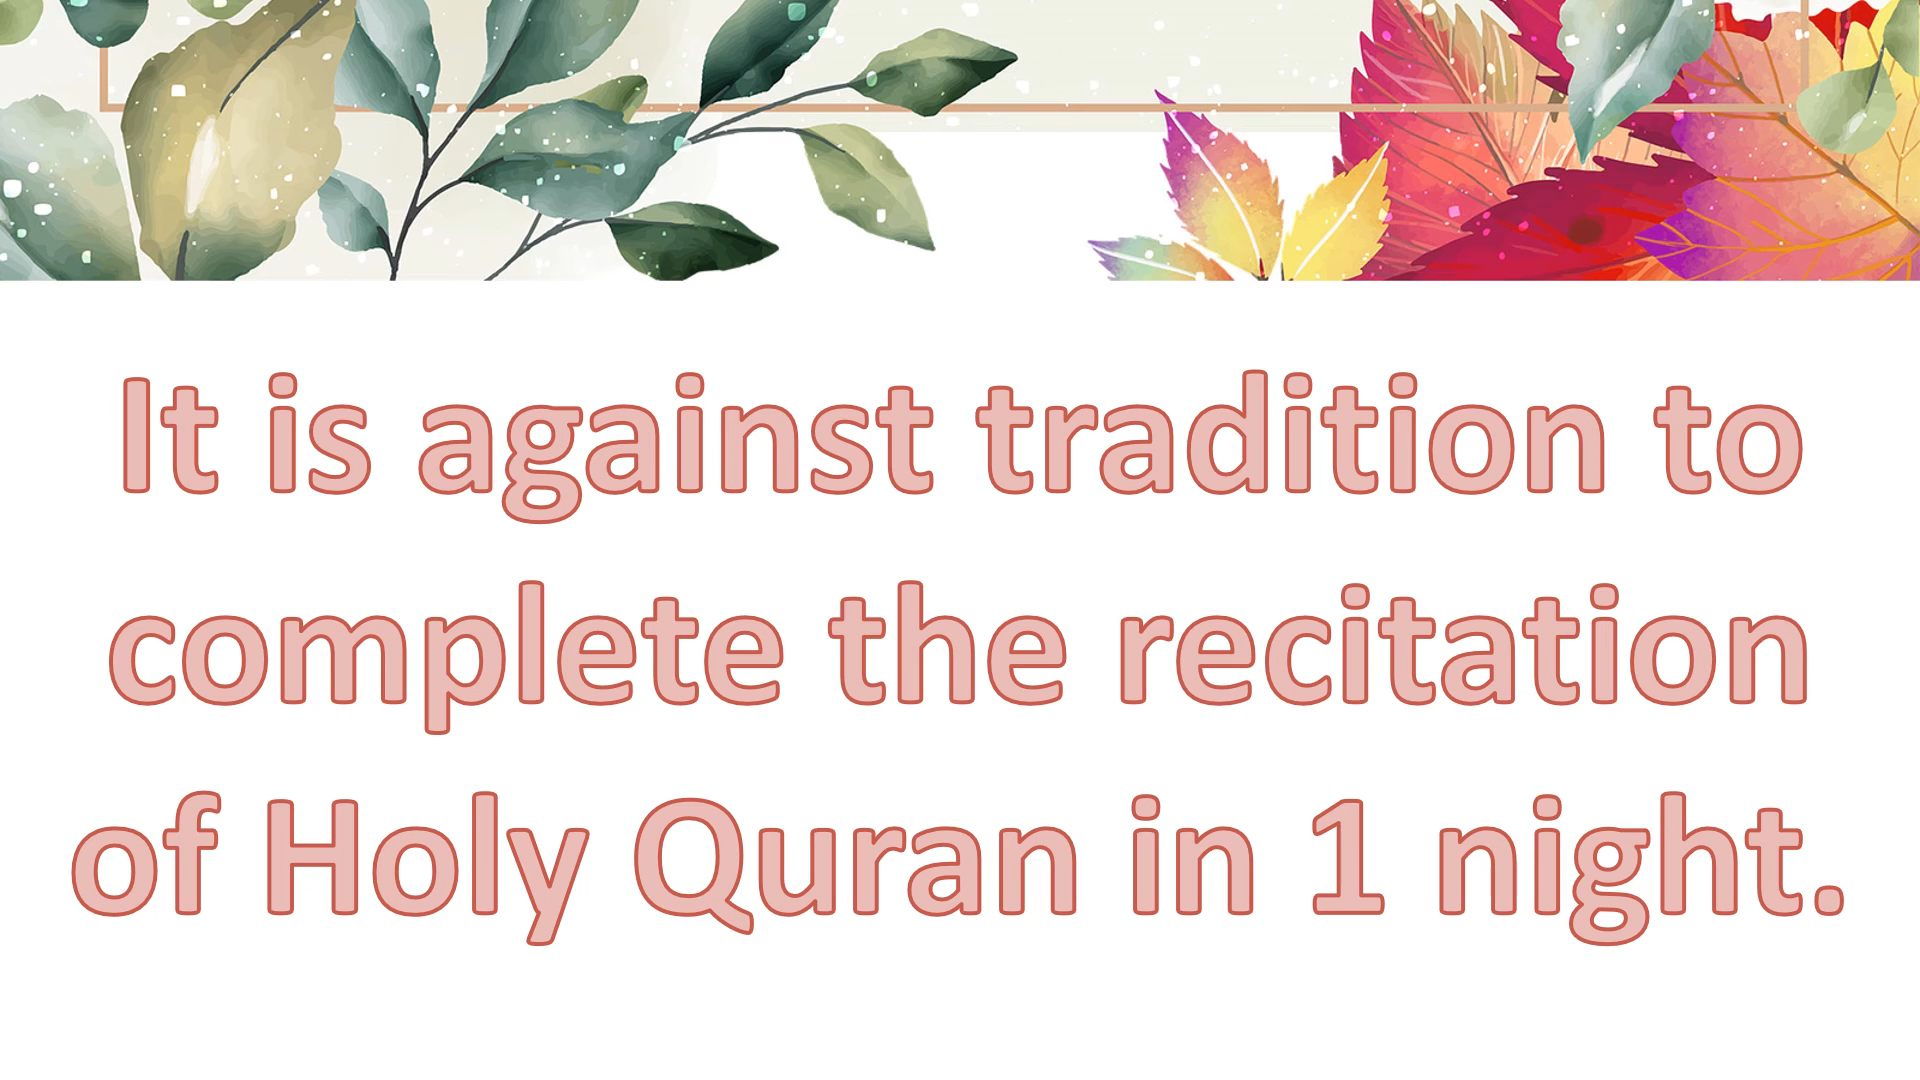 It is against tradition to
complete the recitation
of Holy Quran in 1 night.